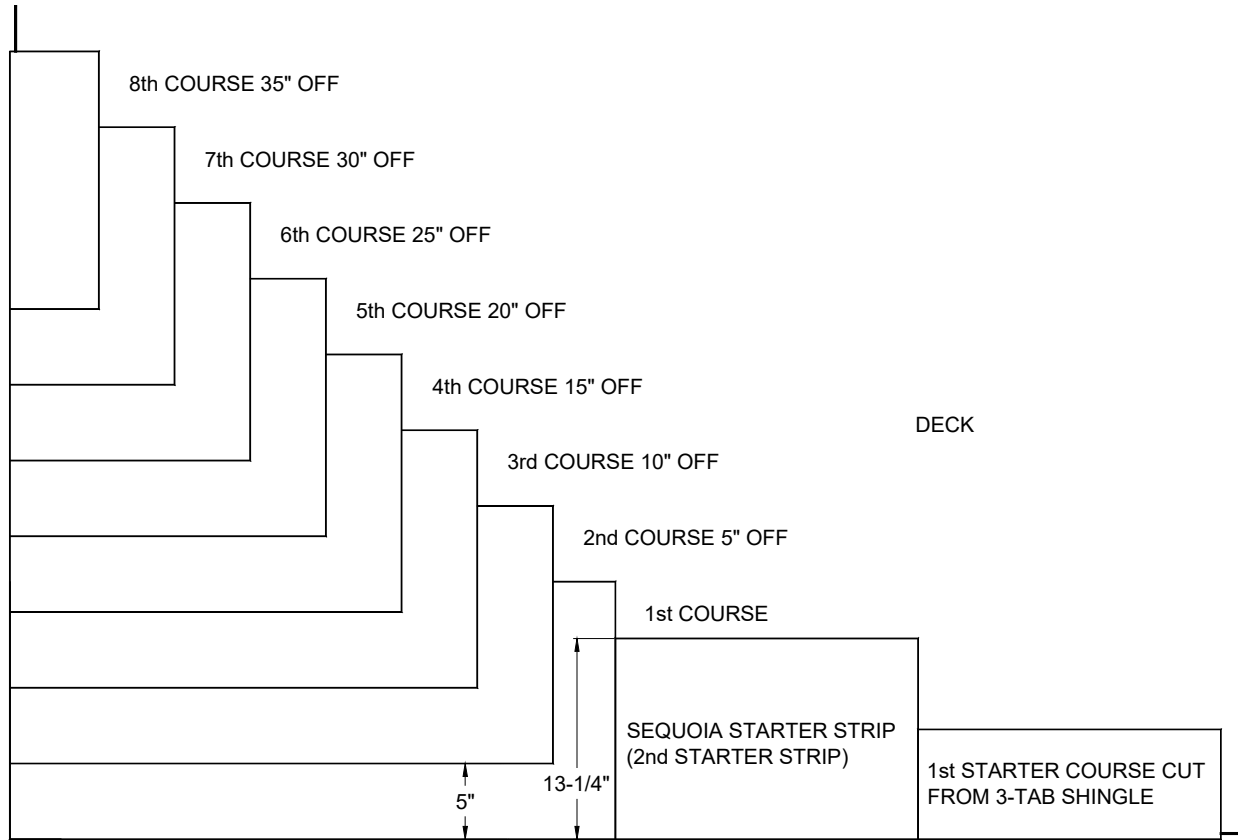 8th COURSE 35" OFF
7th COURSE 30" OFF
6th COURSE 25" OFF
5th COURSE 20" OFF
4th COURSE 15" OFF
DECK
3rd COURSE 10" OFF
2nd COURSE 5" OFF
1st COURSE
SEQUOIA STARTER STRIP
(2nd STARTER STRIP)
13-1/4"
5"
1st STARTER COURSE CUT
FROM 3-TAB SHINGLE